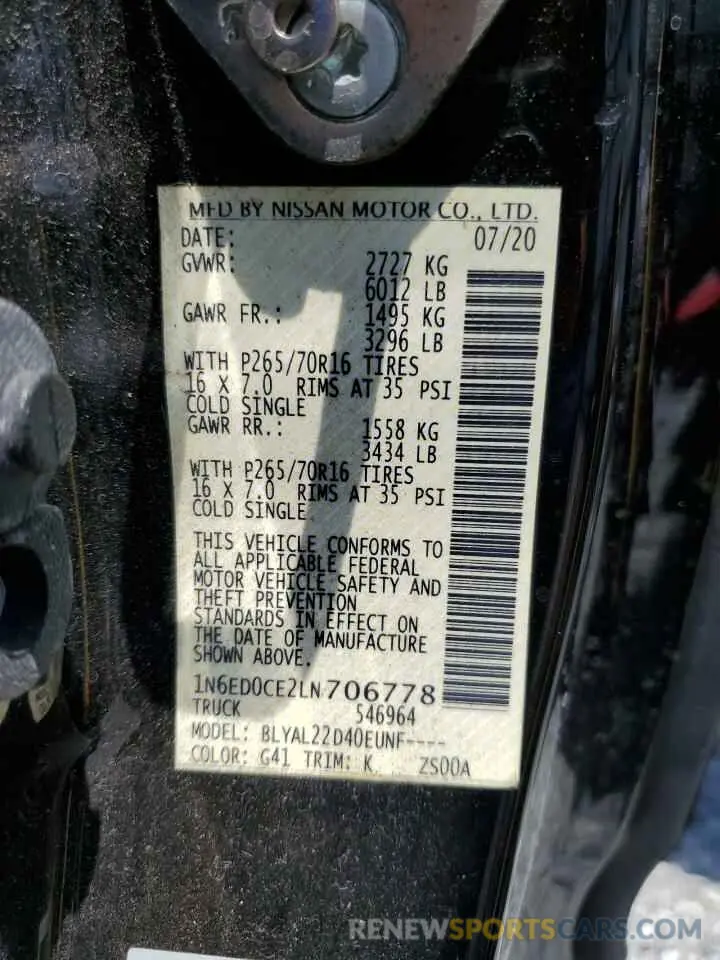 MFD BY NISSAN MOTOR CO., LTD.
DATE: 07/20
GVWR: 2727 KG
6012 LB
GAWR FR.: 1495 KG
3296 LB
WITH P265/70R16 TIRES
16 X 7.0 RIMS AT 35 PSI
COLD SINGLE
GAWR RR.: 1558 KG
3434 LB
WITH P265/70R16 TIRES
16 X 7.0 RIMS AT 35 PSI
COLD SINGLE
THIS VEHICLE CONFORMS TO
ALL APPLICABLE FEDERAL
MOTOR VEHICLE SAFETY AND
THEFT PREVENTION
STANDARDS IN EFFECT ON
THE DATE OF MANUFACTURE
SHOWN ABOVE.
1N6ED0CE2LN706778
TRUCK 546964
MODEL: BLYAL22D40EUNF----
COLOR: G41 TRIM: K ZS00A
RENEWSPORTSCARS.COM